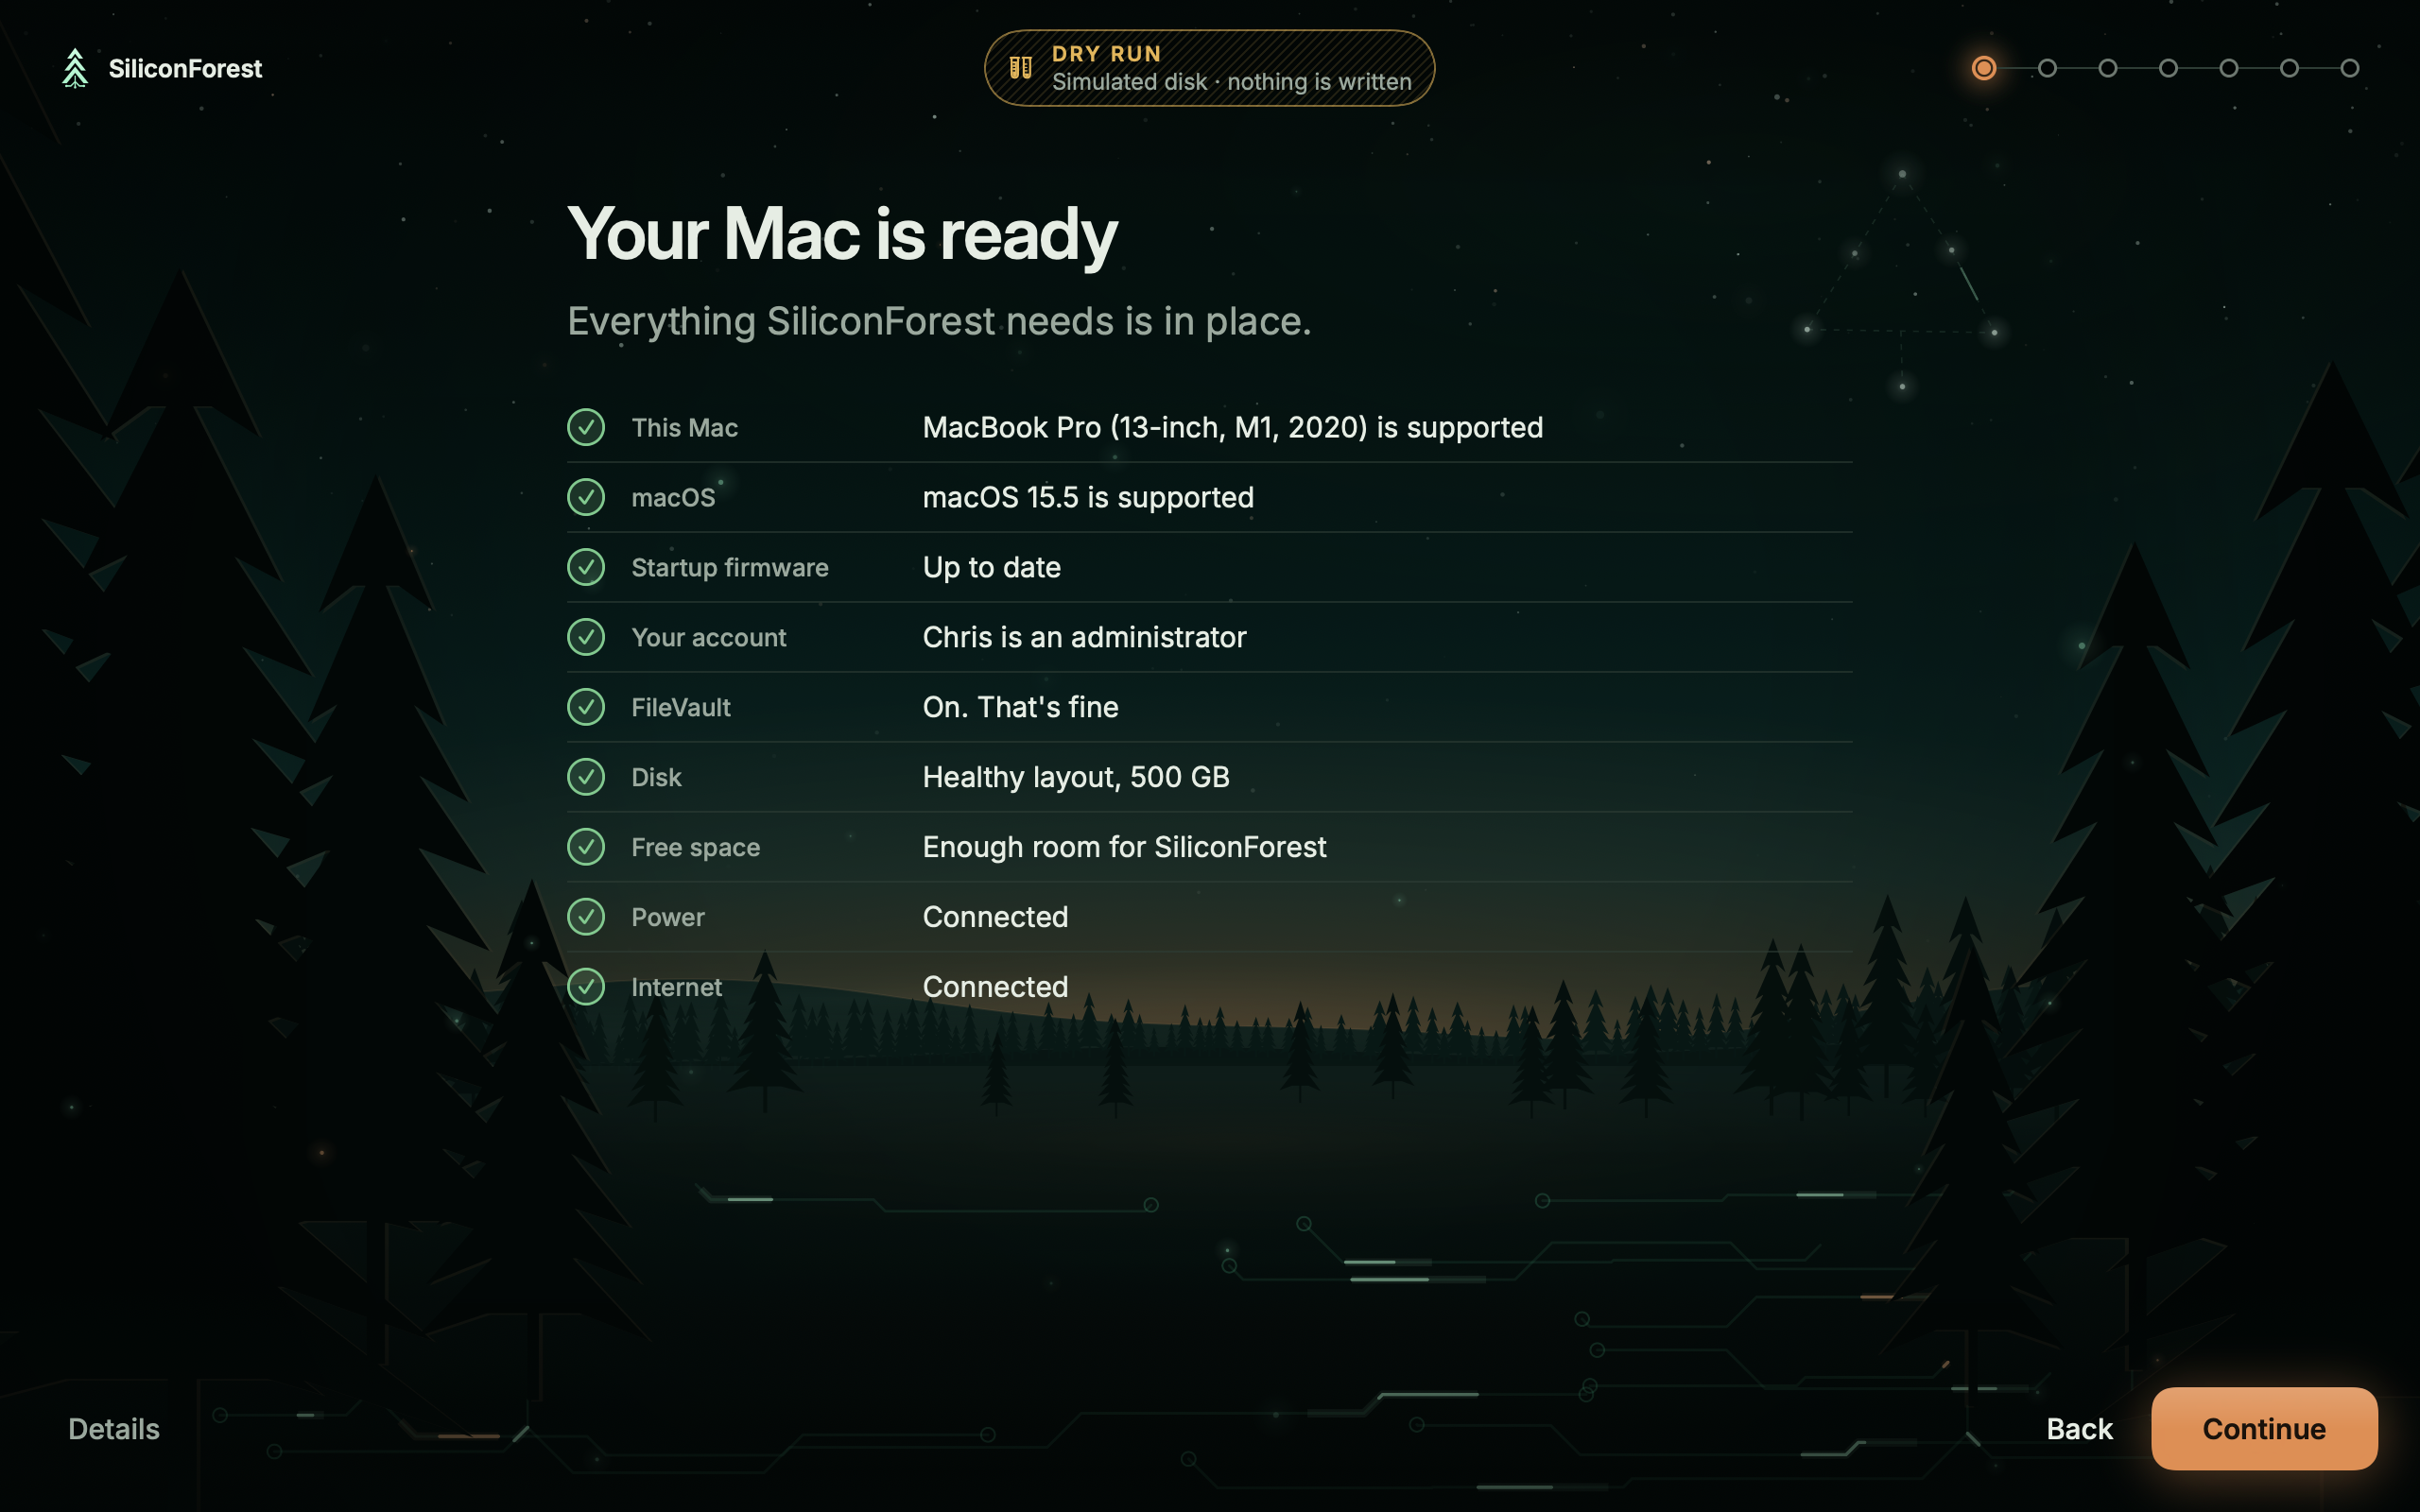 SiliconForest
DRY RUN
Simulated disk · nothing is written
Your Mac is ready
Everything SiliconForest needs is in place.
This Mac MacBook Pro (13-inch, M1, 2020) is supported
macOS macOS 15.5 is supported
Startup firmware Up to date
Your account Chris is an administrator
FileVault On. That's fine
Disk Healthy layout, 500 GB
Free space Enough room for SiliconForest
Power Connected
Internet Connected
Details Back Continue